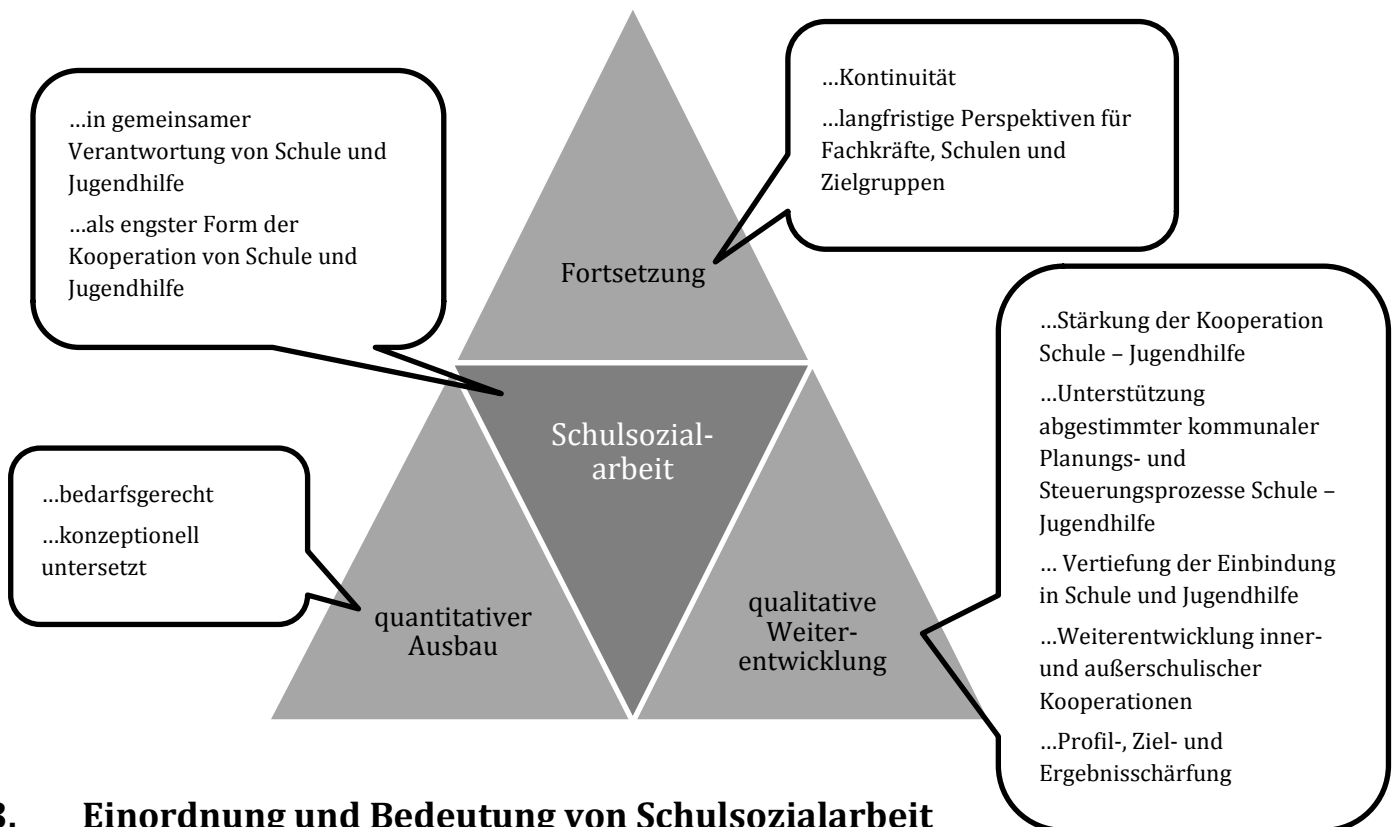 …in gemeinsamer
Verantwortung von Schule und
Jugendhilfe
…als engster Form der
Kooperation von Schule und
Jugendhilfe
…Kontinuität
…langfristige Perspektiven für
Fachkräfte, Schulen und
Zielgruppen
Fortsetzung
…Stärkung der Kooperation
Schule – Jugendhilfe
…Unterstützung
abgestimmter kommunaler
Planungs- und
Steuerungsprozesse Schule –
Jugendhilfe
… Vertiefung der Einbindung
in Schule und Jugendhilfe
…Weiterentwicklung inner-
und außerschulischer
Kooperationen
…Profil-, Ziel- und
Ergebnisschärfung
Schulsozial-
arbeit
…bedarfsgerecht
…konzeptionell
untersetzt
quantitativer
Ausbau
qualitative
Weiter-
entwicklung
3. Einordnung und Bedeutung von Schulsozialarbeit